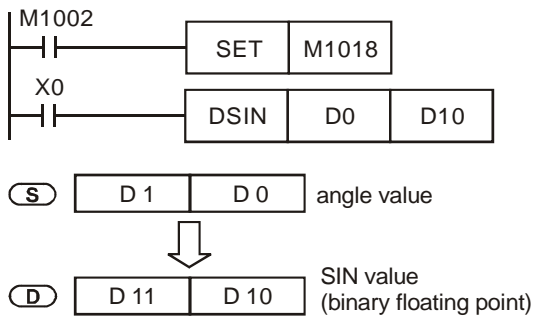 M1002
SET M1018
X0
DSIN D0 D10
S D 1 D 0 angle value
D D 11 D 10 SIN value
(binary floating point)